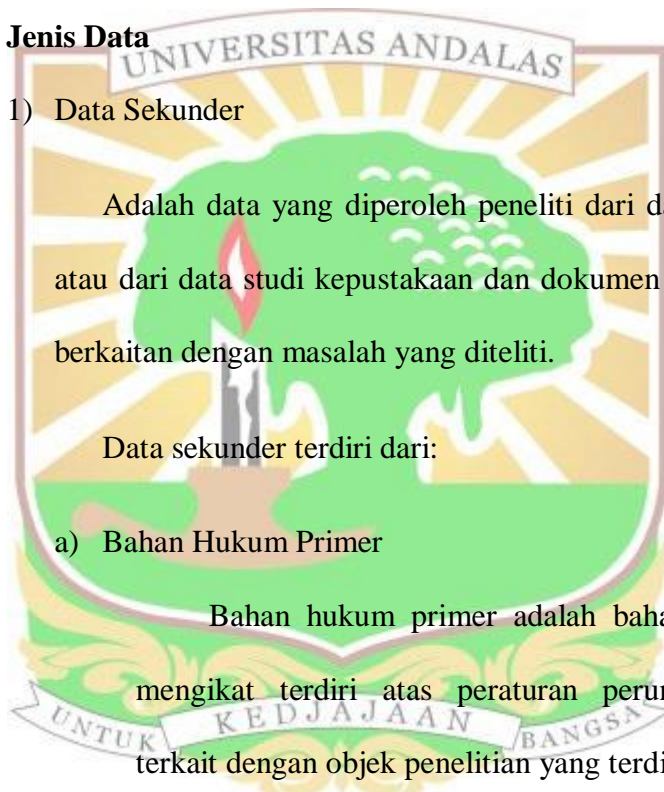 Jenis Data
UNIVERSITAS ANDALAS
1) Data Sekunder
Adalah data yang diperoleh peneliti dari
atau dari data studi kepustakaan dan dokumen
berkaitan dengan masalah yang diteliti.
Data sekunder terdiri dari:
a) Bahan Hukum Primer
Bahan hukum primer adalah
mengikat terdiri atas peraturan
terkait dengan objek penelitian yang
UNTUK KEDJAJAAN BANGSA